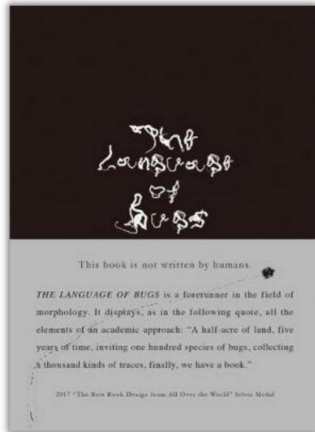 The
Language
of
Bugs
This book is not written by humans.
THE LANGUAGE OF BUGS is a forerunner in the field of
morphology. It displays, as in the following quote, all the
elements of an academic approach: “A half-acre of land, five
years of time, inviting one hundred species of bugs, collecting
a thousand kinds of traces, finally, we have a book.”
2017 “The Best Book Design from All Over the World” Silver Medal